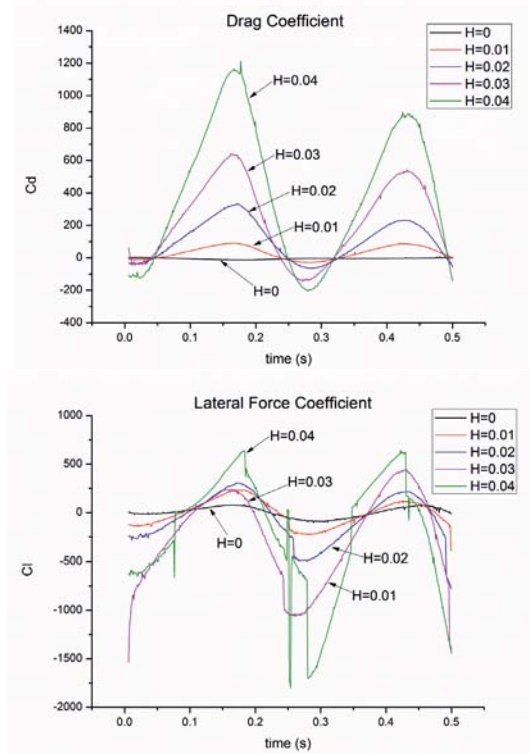 Drag Coefficient
1400
1200
1000
800
600
400
200
0
-200
-400
Cd
0.0
0.1
0.2
0.3
0.4
0.5
time (s)
H=0
H=0.01
H=0.02
H=0.03
H=0.04
H=0.04
H=0.03
H=0.02
H=0.01
H=0
Lateral Force Coefficient
1000
500
0
-500
-1000
-1500
-2000
Cl
0.0
0.1
0.2
0.3
0.4
0.5
time (s)
H=0
H=0.01
H=0.02
H=0.03
H=0.04
H=0.04
H=0.03
H=0
H=0.02
H=0.01